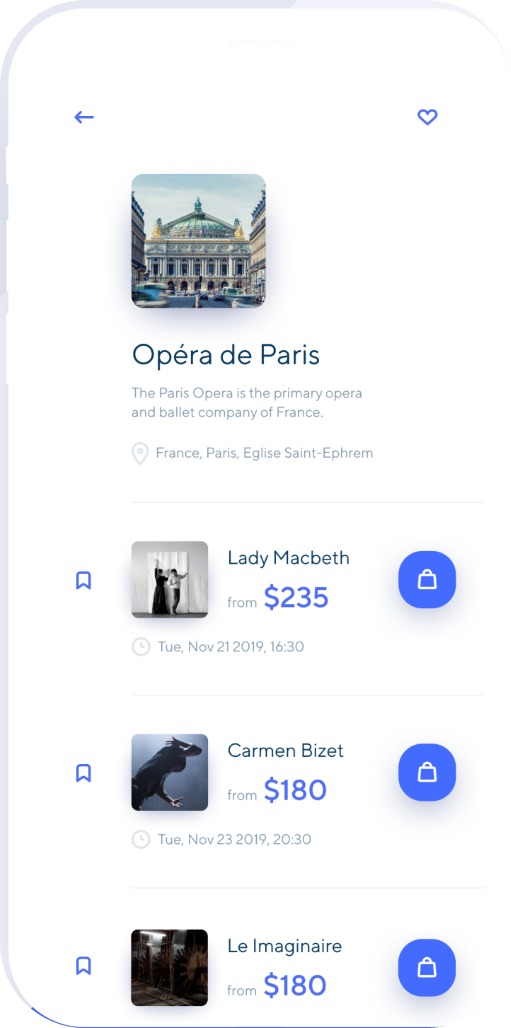 Opéra de Paris
The Paris Opera is the primary opera
and ballet company of France.
France, Paris, Eglise Saint-Ephrem
Lady Macbeth
from $235
Tue, Nov 21 2019, 16:30
Carmen Bizet
from $180
Tue, Nov 23 2019, 20:30
Le Imaginaire
from $180